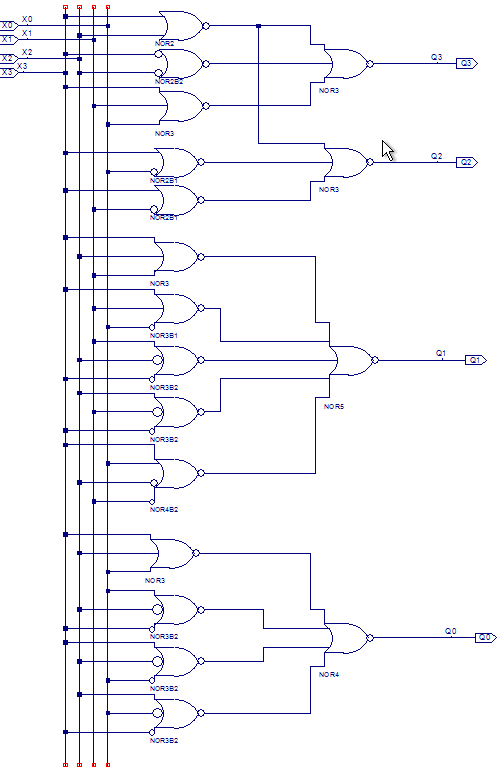 X0 X0
X1 X1
X2 X2
X3 X3
NOR2
NOR2B2
NOR3 Q3 Q3
NOR3
NOR2B1 NOR3 Q2 Q2
NOR2B1
NOR3
NOR3B1
NOR3B2 Q1 Q1
NOR3B2 NOR5
NOR4B2
NOR3
NOR3B2 Q0 Q0
NOR3B2 NOR4
NOR3B2